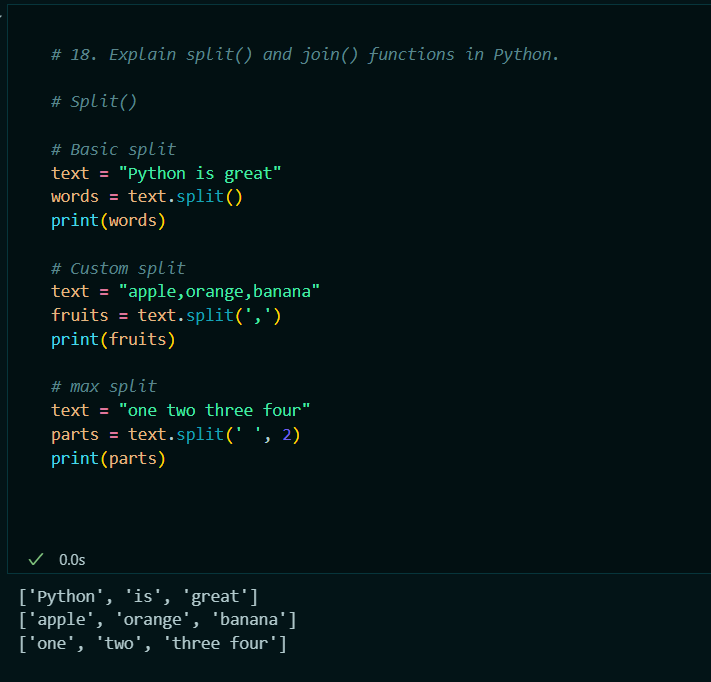 # 18. Explain split() and join() functions in Python.
# Split()
# Basic split
text = "Python is great"
words = text.split()
print(words)
# Custom split
text = "apple,orange,banana"
fruits = text.split(',')
print(fruits)
# max split
text = "one two three four"
parts = text.split(' ', 2)
print(parts)
0.0s
['Python', 'is', 'great']
['apple', 'orange', 'banana']
['one', 'two', 'three four']